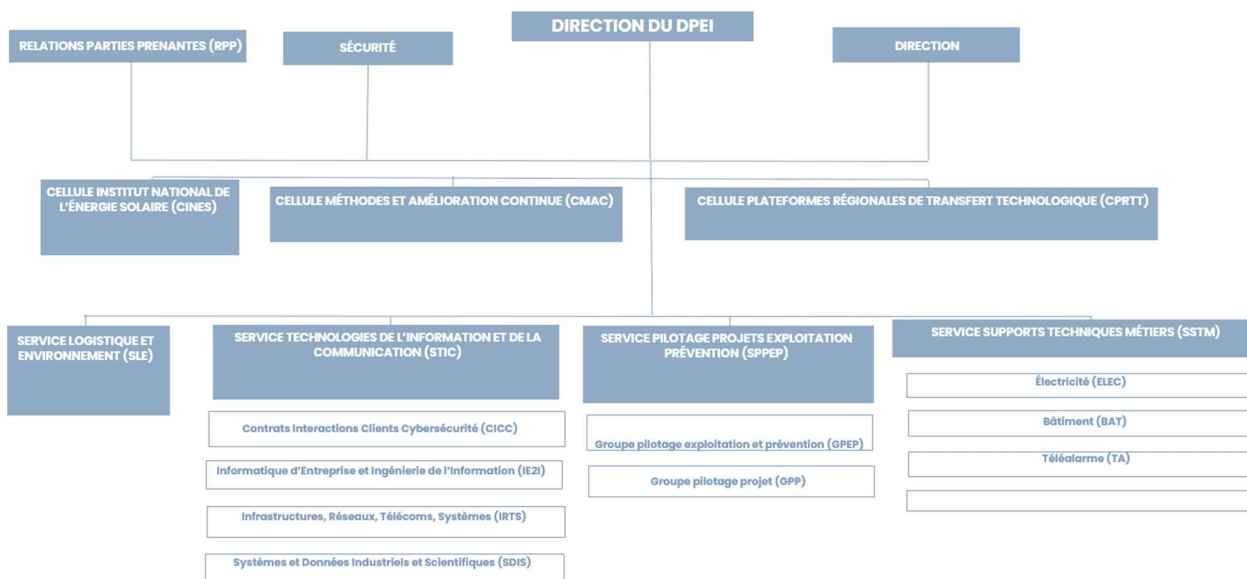 DIRECTION DU DPEI
RELATIONS PARTIES PRENANTES (RPP)
SÉCURITÉ
DIRECTION
CELLULE INSTITUT NATIONAL DE
L'ÉNERGIE SOLAIRE (CINES)
CELLULE MÉTHODES ET AMÉLIORATION CONTINUE (CMAC)
CELLULE PLATEFORMES RÉGIONALES DE TRANSFERT TECHNOLOGIQUE (CPRTT)
SERVICE LOGISTIQUE ET
ENVIRONNEMENT (SLE)
SERVICE TECHNOLOGIES DE L'INFORMATION ET DE LA
COMMUNICATION (STIC)
Contrats Interactions Clients Cybersécurité (CICC)
Informatique d'Entreprise et Ingénierie de l'Information (IE2I)
Infrastructures, Réseaux, Télécoms, Systèmes (IRTS)
Systèmes et Données Industriels et Scientifiques (SDIS)
SERVICE PILOTAGE PROJETS EXPLOITATION
PRÉVENTION (SPPEP)
Groupe pilotage exploitation et prévention (GPEP)
Groupe pilotage projet (GPP)
SERVICE SUPPORTS TECHNIQUES MÉTIERS (SSTM)
Électricité (ELEC)
Bâtiment (BAT)
Téléalarme (TA)